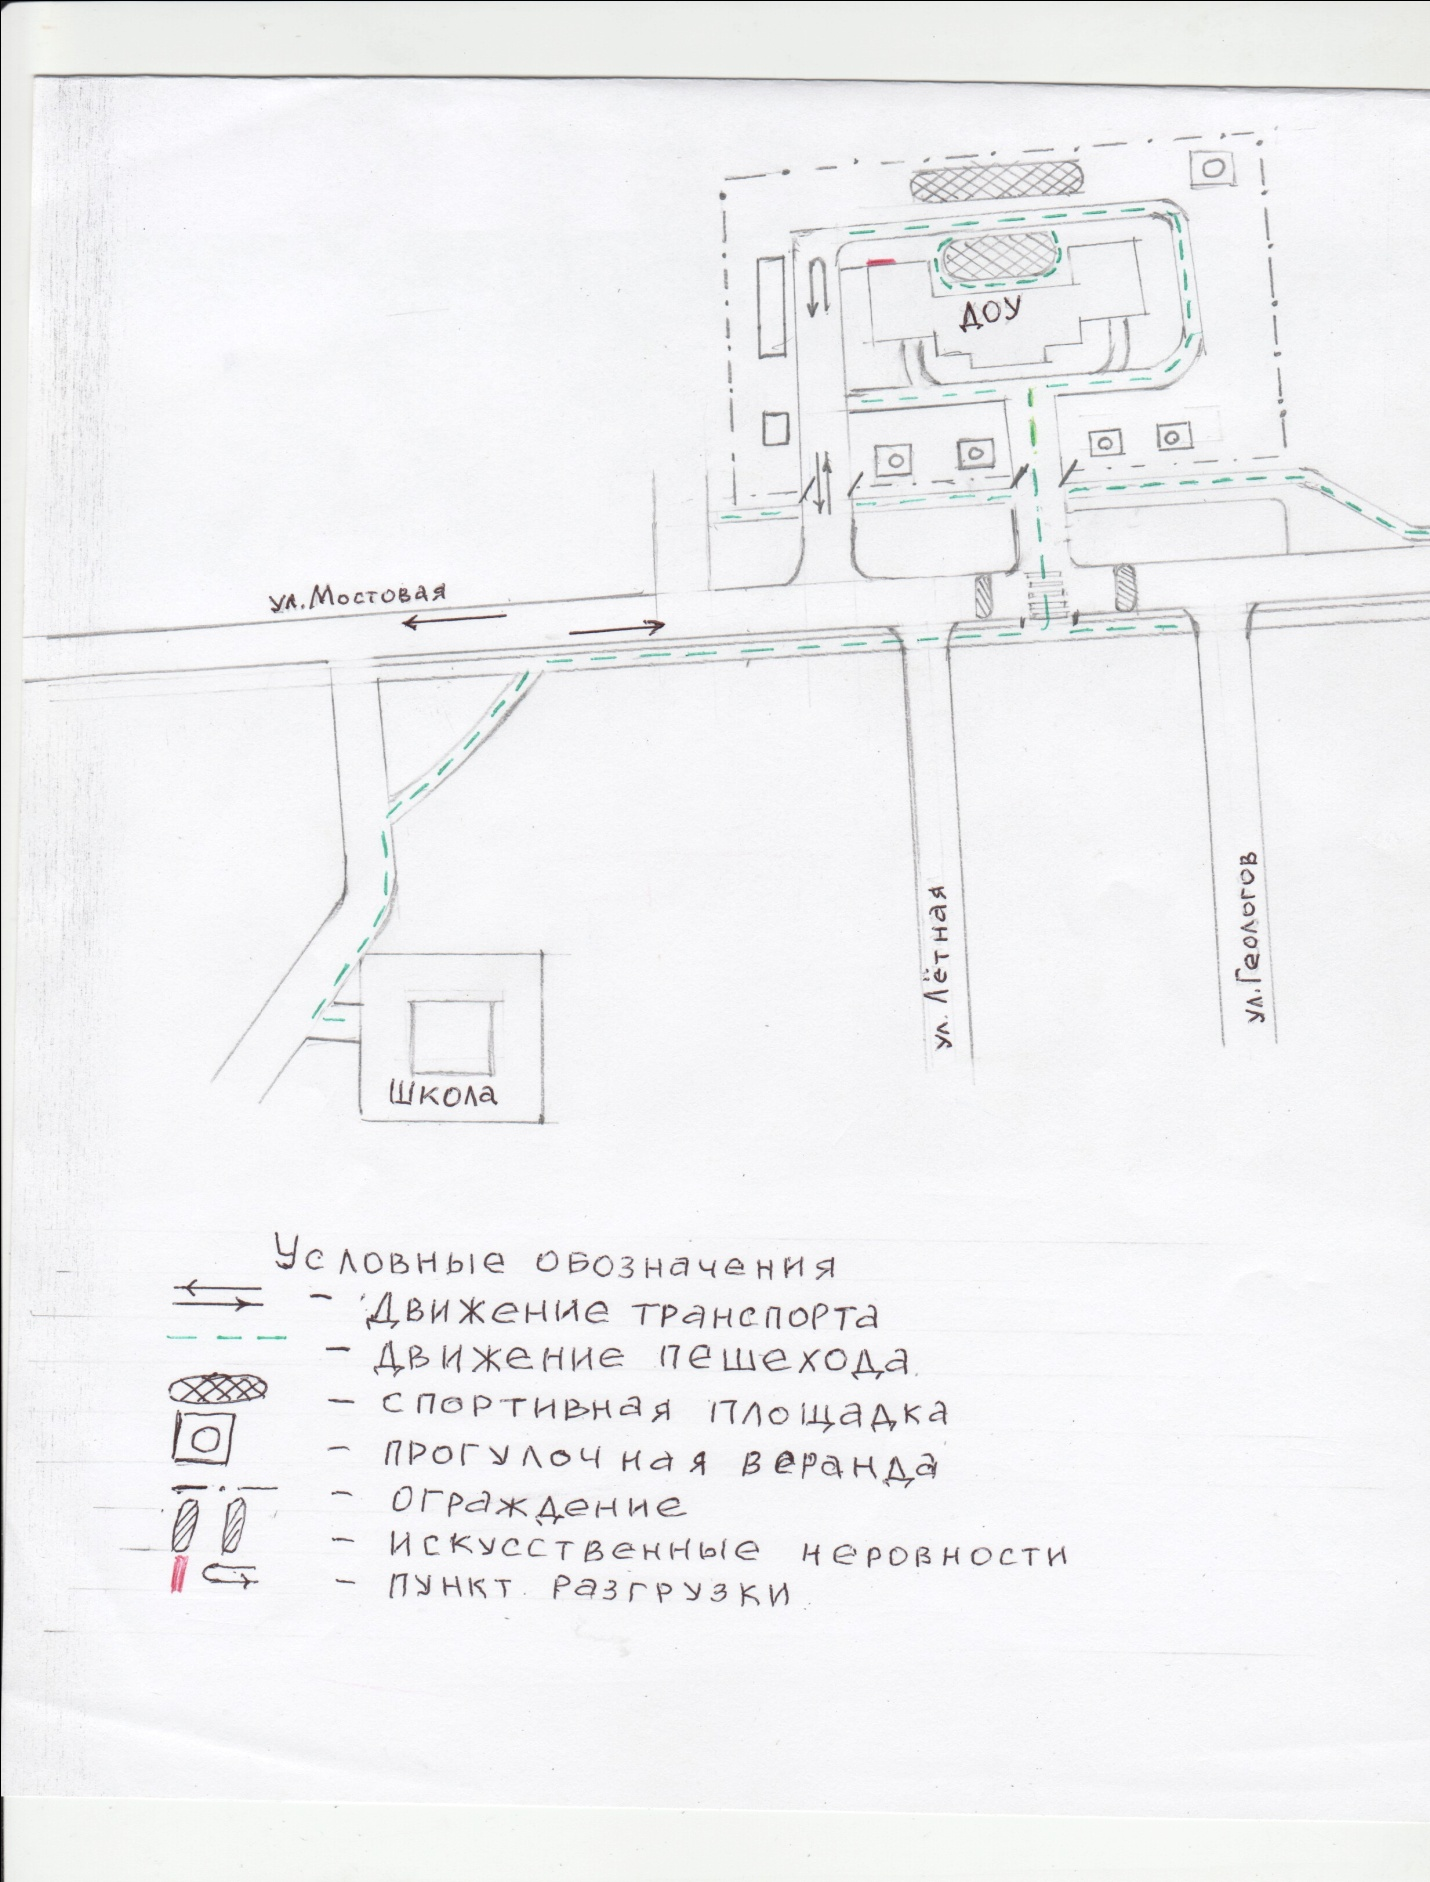 ДОУ
ул.Мостовая
ул. Лётная
ул.Геологов
Школа
Условные обозначения
- Движение транспорта
- Движение пешехода.
- спортивная площадка
- прогулочная веранда
- ограждение
- искусственные неровности
- пункт разгрузки